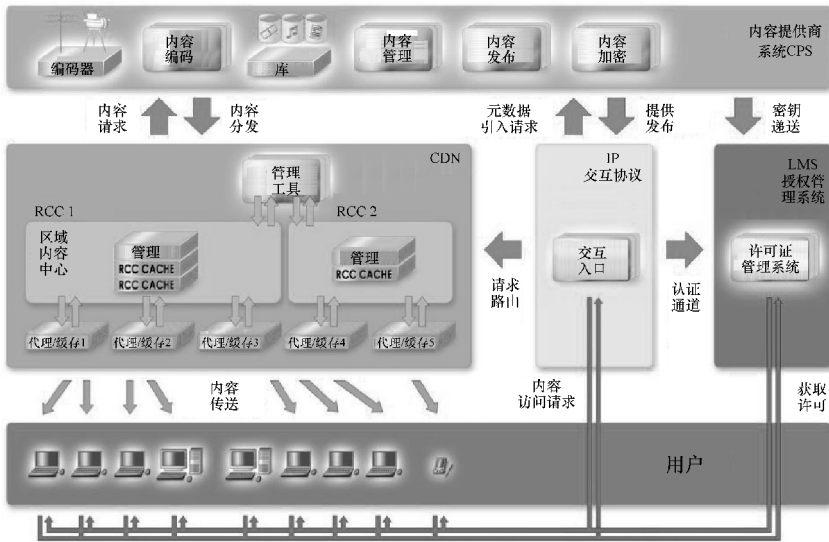 内容提供商
系统CPS
编码器
内容
编码
库
内容
管理
内容
发布
内容
加密
内容
请求
内容
分发
元数据
引入请求
提供
发布
密钥
递送
CDN
管理
工具
RCC 1
RCC 2
区域
内容
中心
管理
RCC CACHE
RCC CACHE
管理
RCC CACHE
代理/缓存1
代理/缓存2
代理/缓存3
代理/缓存4
代理/缓存5
IP
交互协议
交互
入口
请求
路山
认证
通道
LMS
授权管
理系统
许可证
管理系统
内容
传送
内容
访问请求
获取
许可
用户